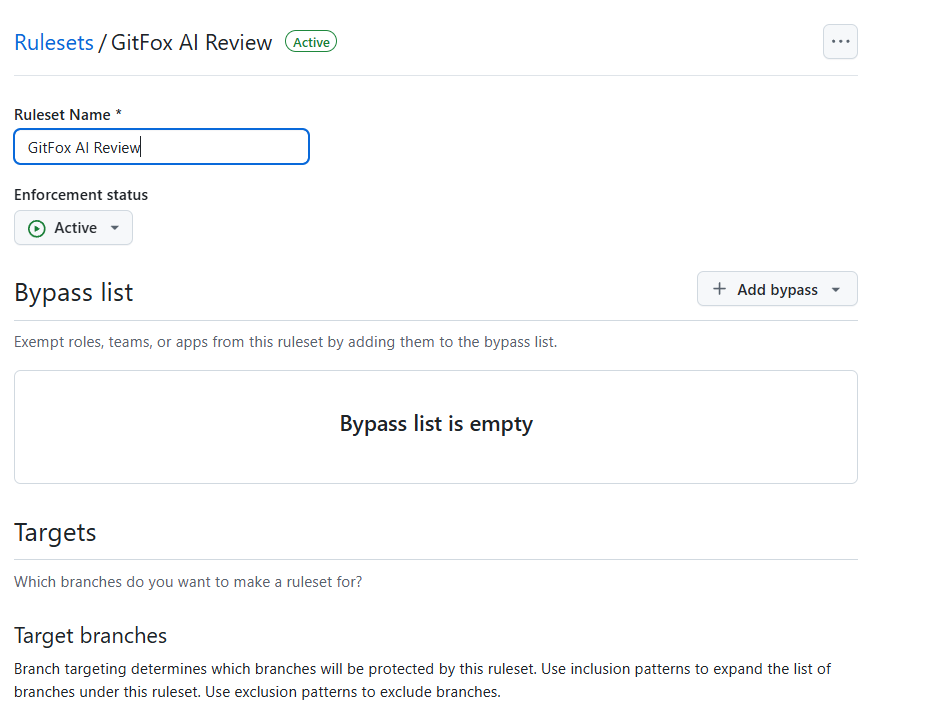 Rulesets / GitFox AI Review Active
Ruleset Name *
GitFox AI Review
Enforcement status
Active
Bypass list
Add bypass
Exempt roles, teams, or apps from this ruleset by adding them to the bypass list.
Bypass list is empty
Targets
Which branches do you want to make a ruleset for?
Target branches
Branch targeting determines which branches will be protected by this ruleset. Use inclusion patterns to expand the list of
branches under this ruleset. Use exclusion patterns to exclude branches.